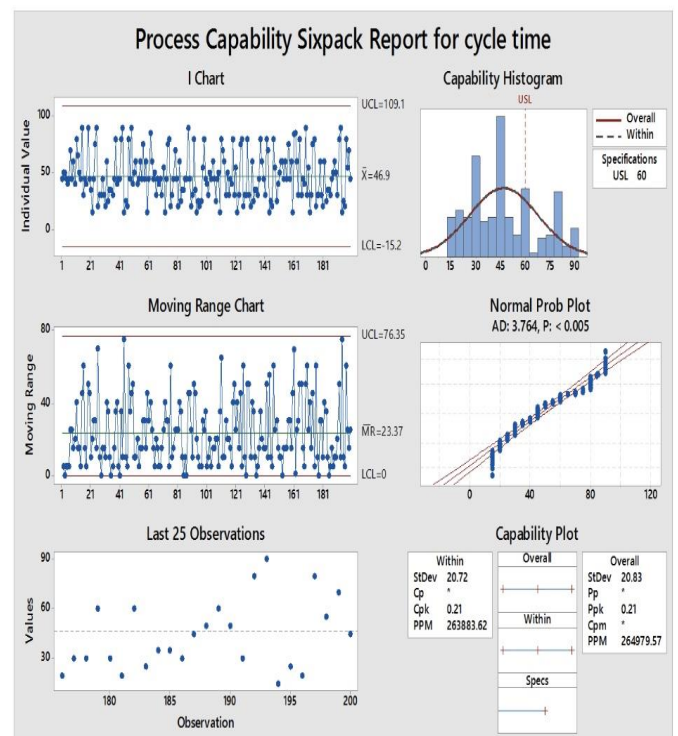 Process Capability Sixpack Report for cycle time
I Chart
Individual Value
100
50
0
UCL=109.1
X̄=46.9
LCL=-15.2
1 21 41 61 81 101 121 141 161 181
Capability Histogram
USL
Overall
Within
Specifications
USL 60
0 15 30 45 60 75 90
Moving Range Chart
Moving Range
80
40
0
UCL=76.35
M̅R̅=23.37
LCL=0
1 21 41 61 81 101 121 141 161 181
Normal Prob Plot
AD: 3.764, P: < 0.005
0 40 80 120
Last 25 Observations
Values
90
60
30
180 185 190 195 200
Observation
Capability Plot
Within
StDev 20.72
Cp *
Cpk 0.21
PPM 263883.62
Overall
Within
Specs
Overall
StDev 20.83
Pp *
Ppk 0.21
Cpm *
PPM 264979.57